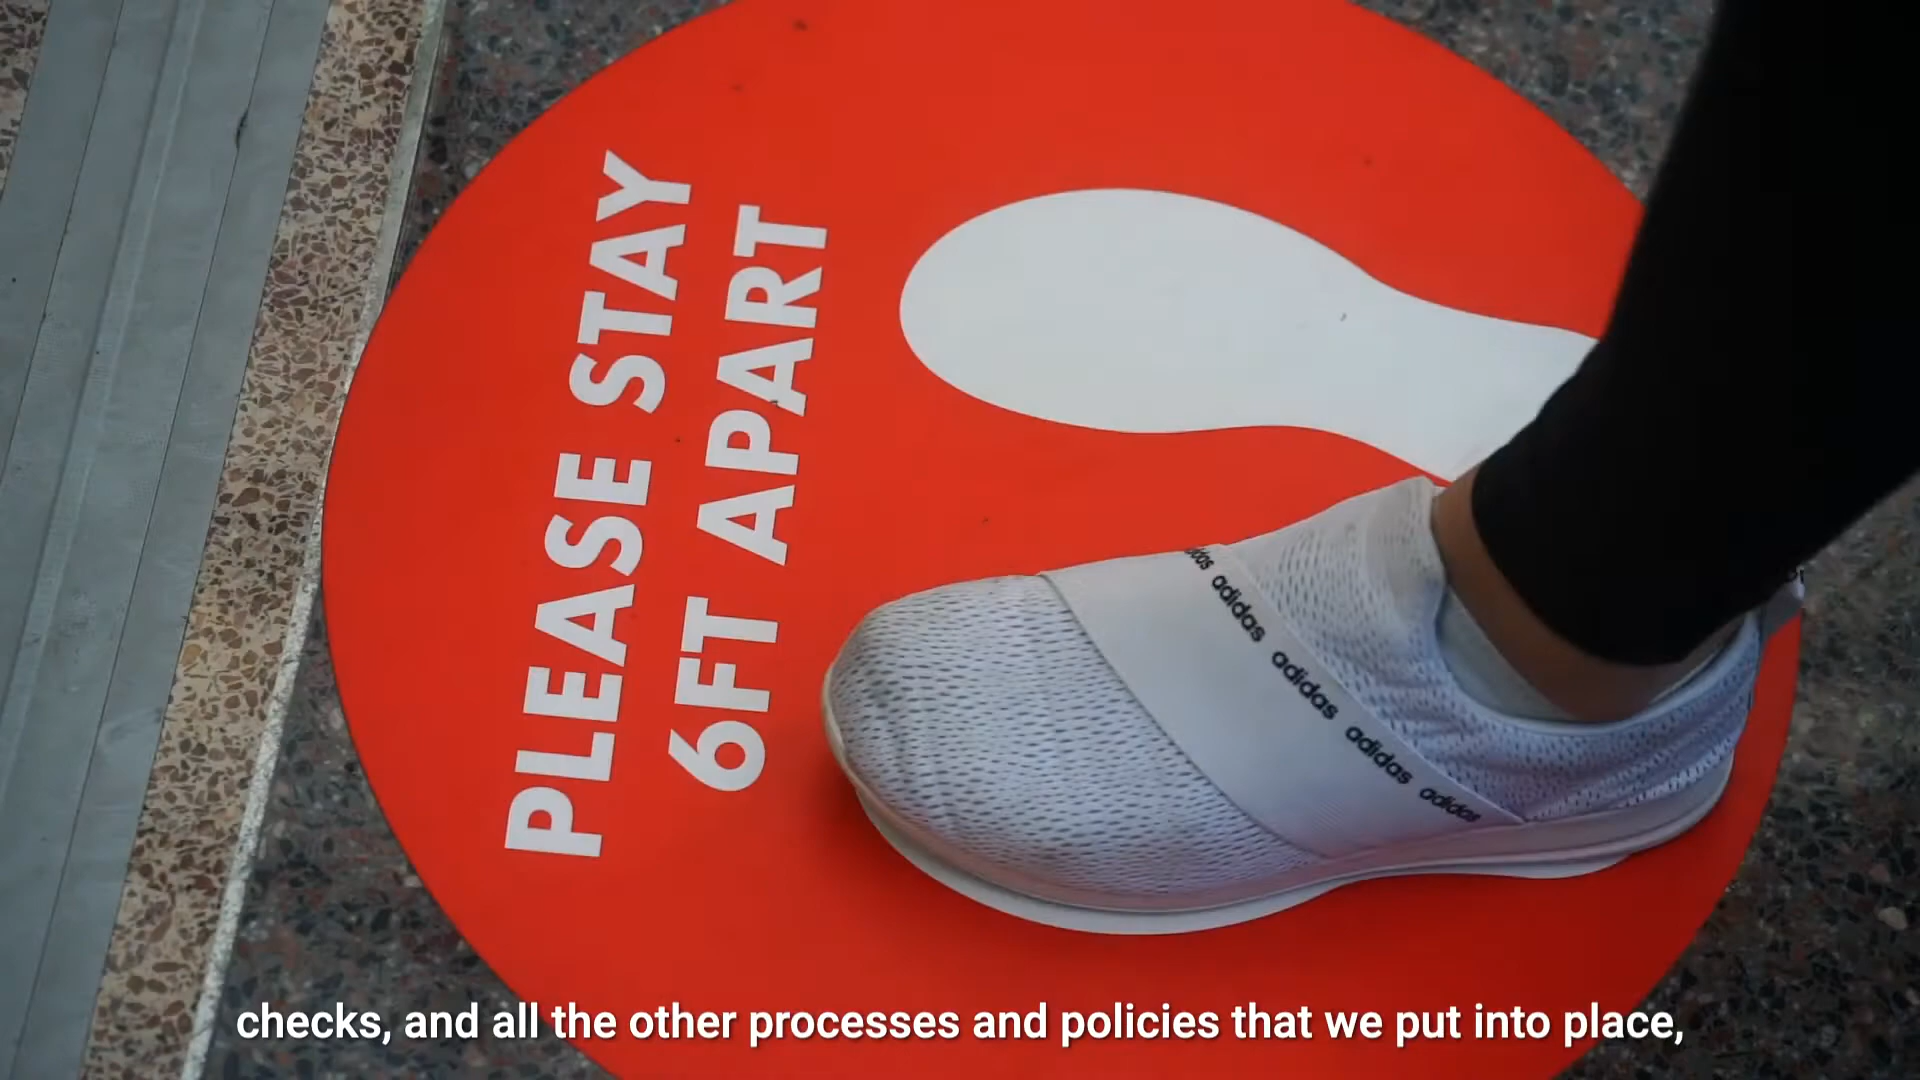 PLEASE STAY
6FT APART
adidas adidas adidas adidas
checks, and all the other processes and policies that we put into place,